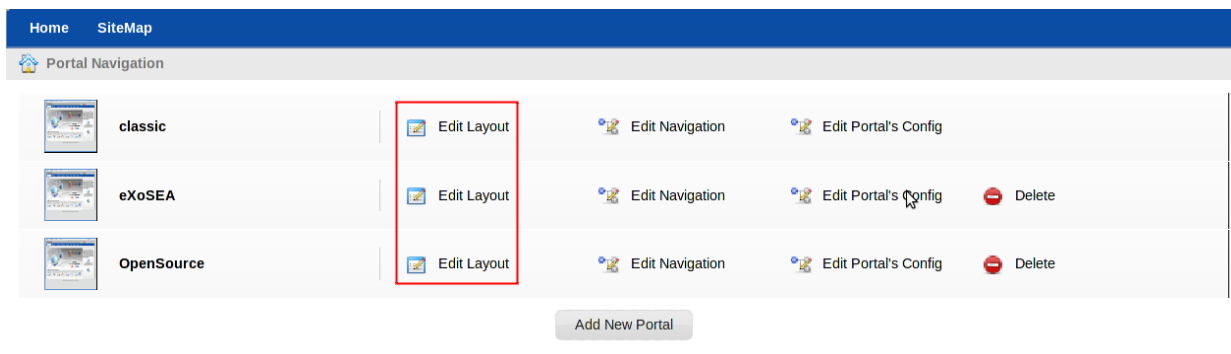 Home SiteMap
Portal Navigation
classic Edit Layout Edit Navigation Edit Portal's Config
eXoSEA Edit Layout Edit Navigation Edit Portal's Config Delete
OpenSource Edit Layout Edit Navigation Edit Portal's Config Delete
Add New Portal